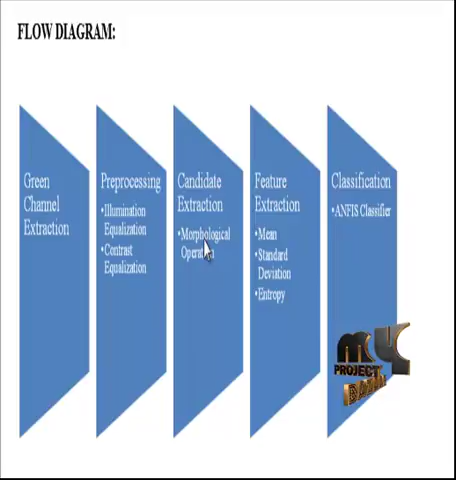 FLOW DIAGRAM:
Green
Channel
Extraction
Preprocessing
•Illumination
Equalization
•Contrast
Equalization
Candidate
Extraction
•Morphological
Operation
Feature
Extraction
•Mean
•Standard
Deviation
•Entropy
Classification
•ANFIS Classifier
PROJECT